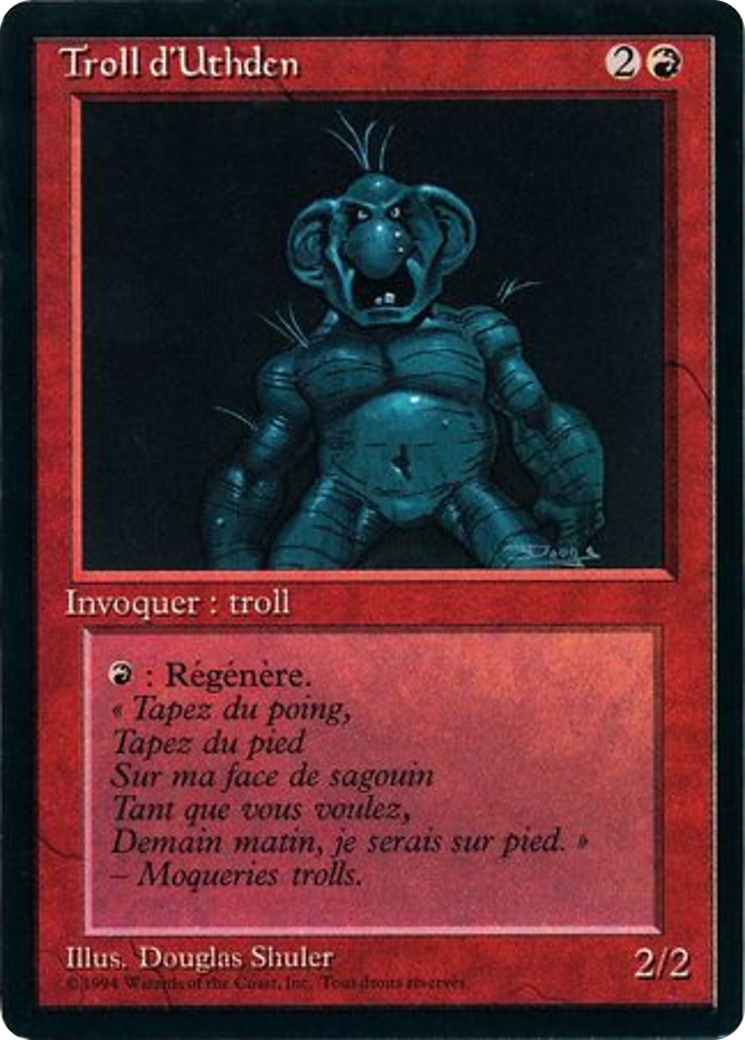 Troll d'Uthden 2
Invoquer : troll
: Régénère.
« Tapez du poing,
Tapez du pied
Sur ma face de sagouin
Tant que vous voulez,
Demain matin, je serais sur pied. »
– Moqueries trolls.
Illus. Douglas Shuler 2/2
©1994 Wizards of the Coast, Inc. Tous droits réservés.